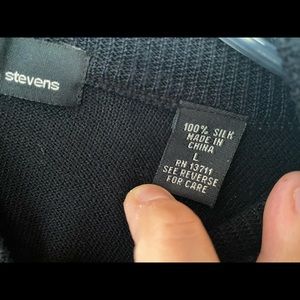 stevens
100% SILK
MADE IN
CHINA
L
RN 13711
SEE REVERSE
FOR CARE